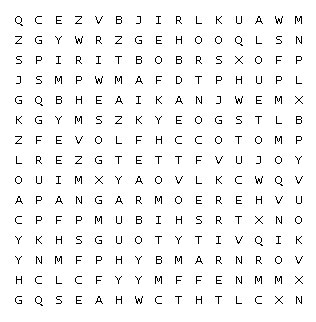 Q C E Z V B J I R L K U A W M
Z G Y W R Z G E H O O Q L S N
S P I R I T B O B R S X O F P
J S M P W M A F D T P H U P L
G Q B H E A I K A N J W E M X
K G Y M S Z K Y E O G S T L B
Z F E V O L F H C C O T O M P
L R E Z G T E T T F V U J O Y
O U I M X Y A O V L K C W Q V
A P A N G A R M O E R E H V U
C P F P M U B I H S R T X N O
Y K H S G U O T Y T I V Q I K
Y N M F P H Y B M A R N R O V
H C L C F Y Y M F F E N M M X
G Q S E A H W C T H T L C X N